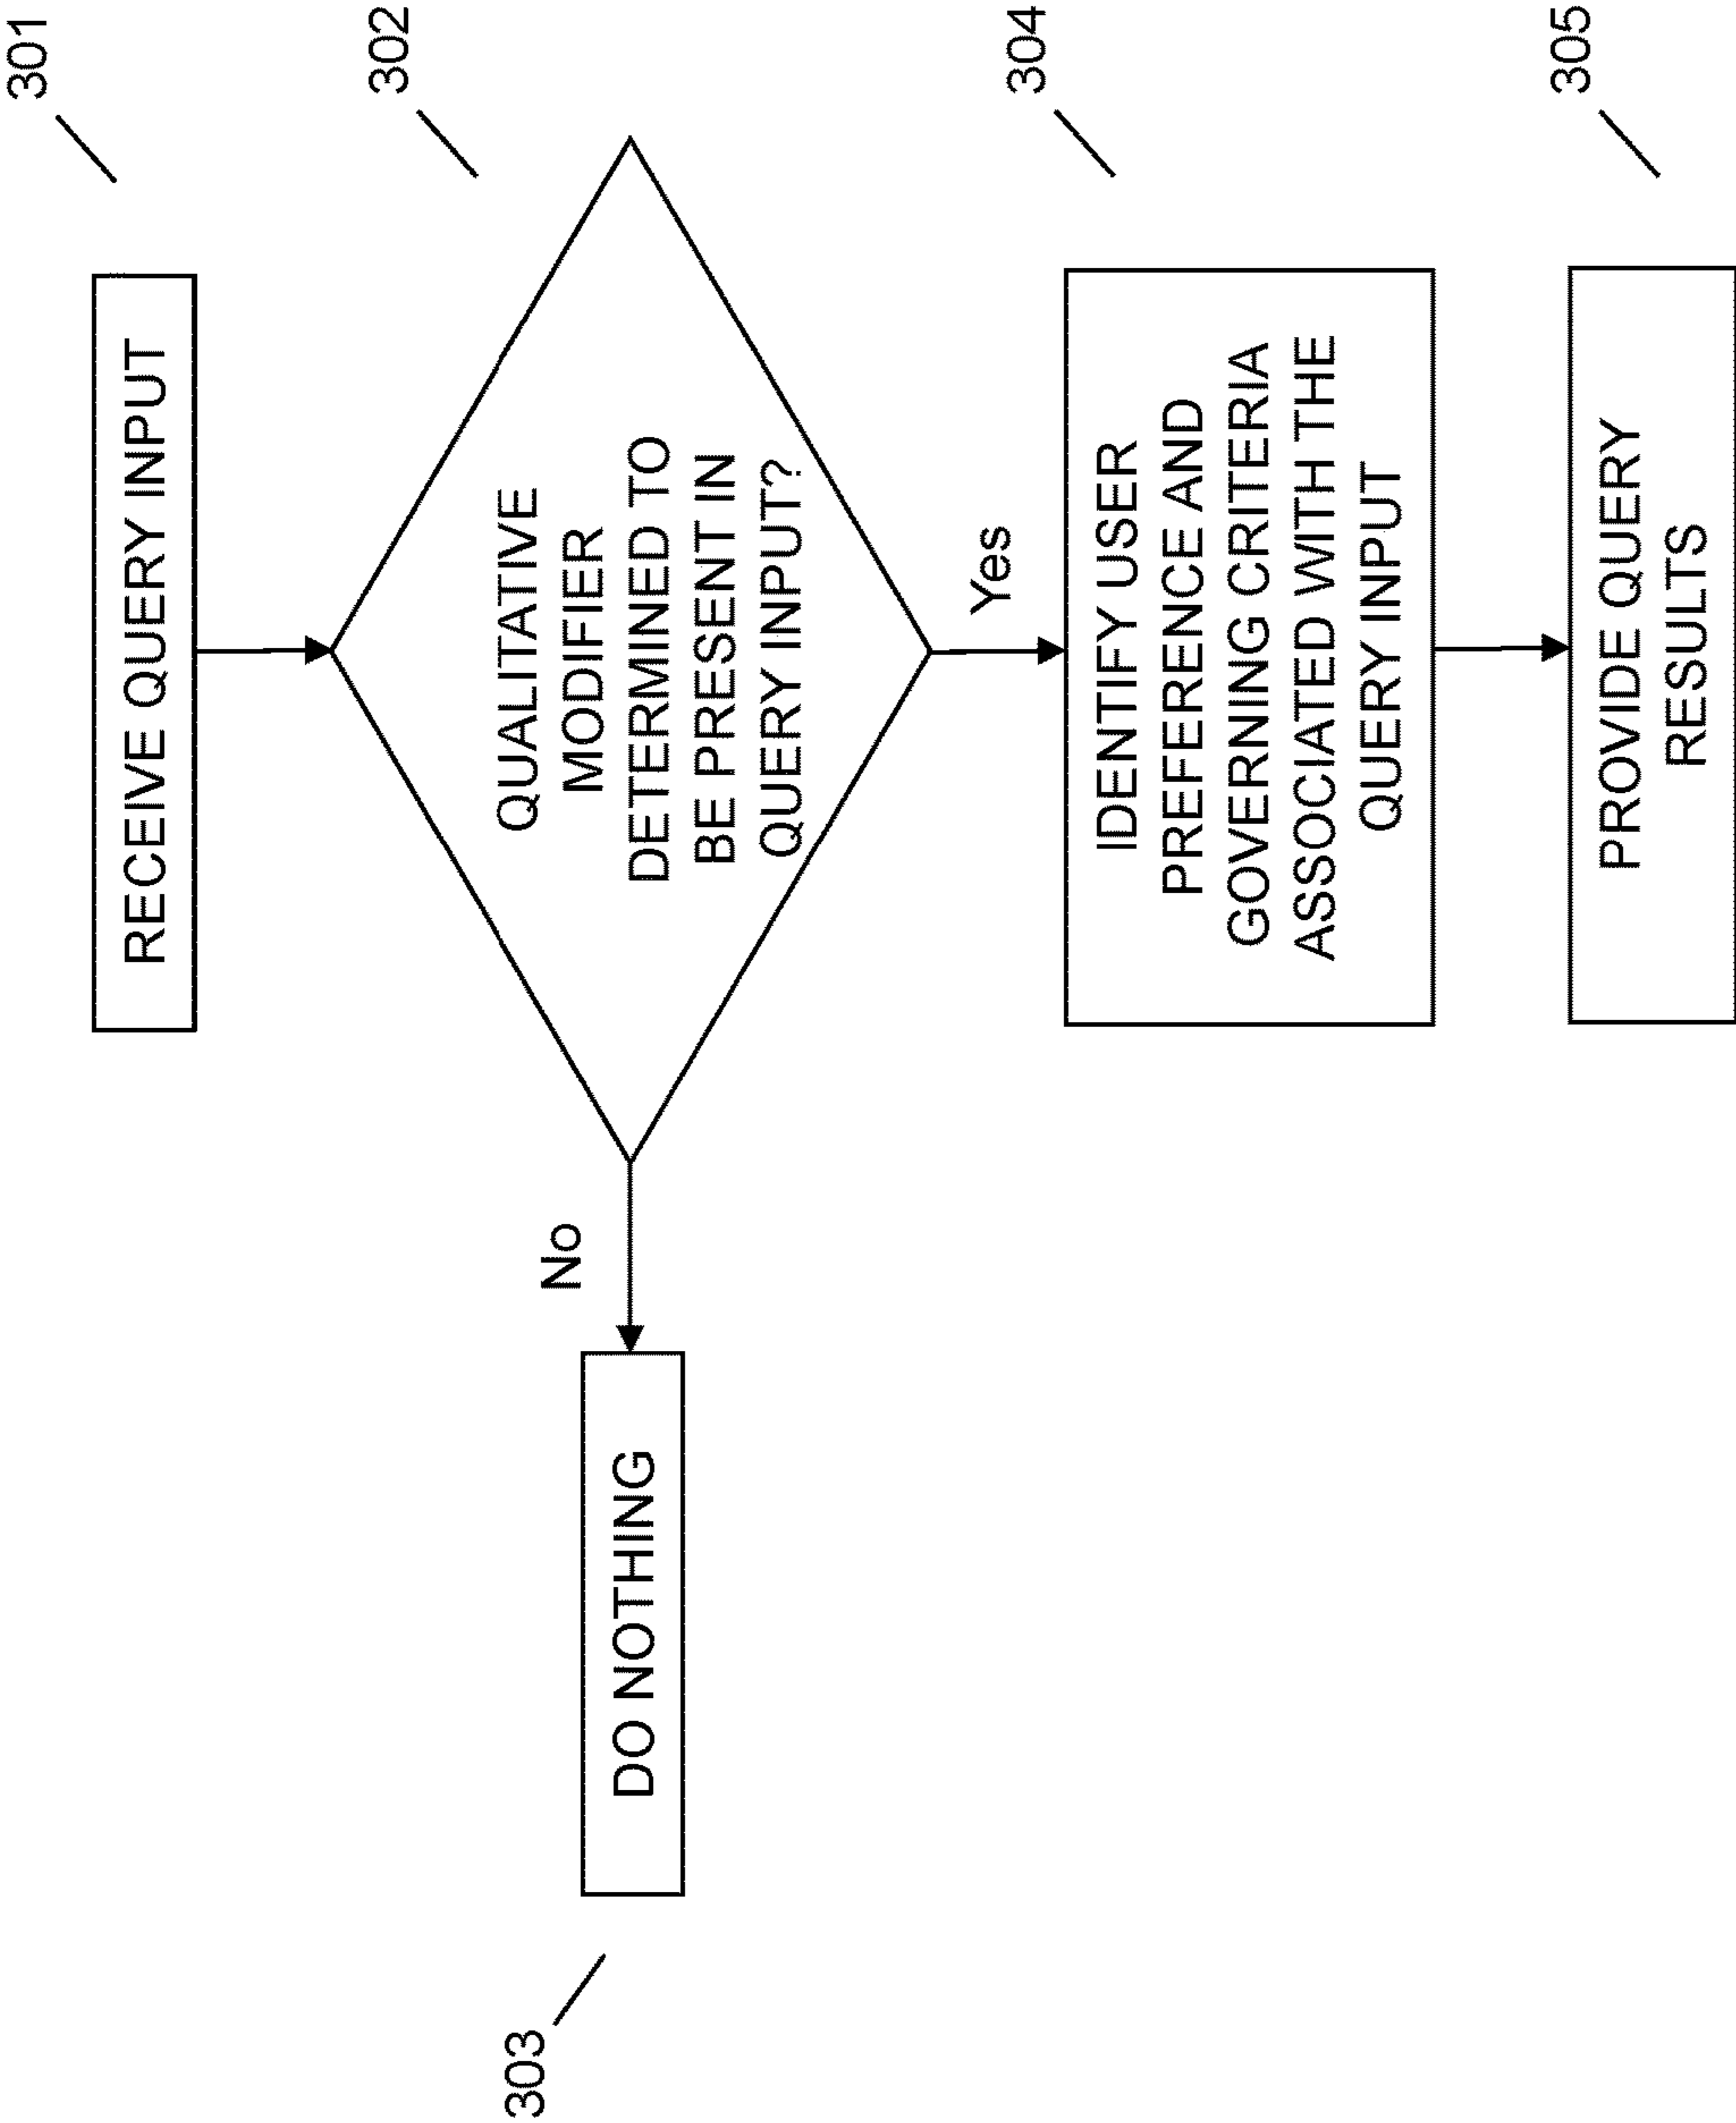 301
RECEIVE QUERY INPUT
302
QUALITATIVE
MODIFIER
DETERMINED TO
BE PRESENT IN
QUERY INPUT?
No
303
DO NOTHING
Yes
304
IDENTIFY USER
PREFERENCE AND
GOVERNING CRITERIA
ASSOCIATED WITH THE
QUERY INPUT
305
PROVIDE QUERY
RESULTS